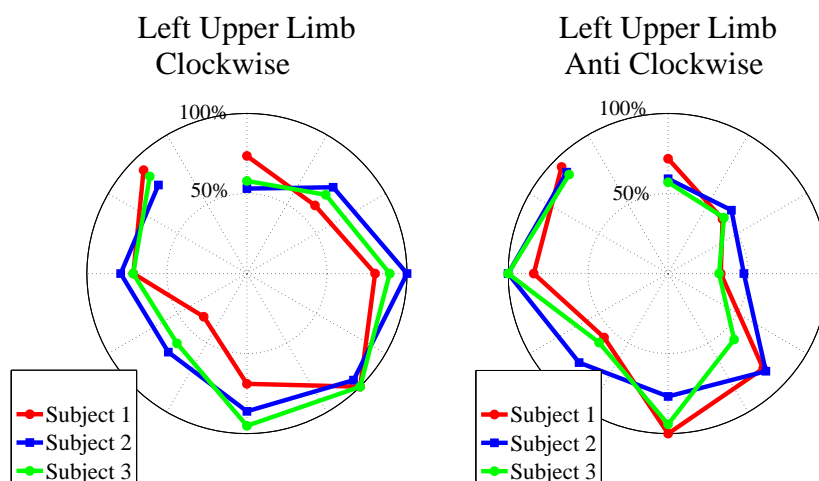 Left Upper Limb
Clockwise
100%
50%
Subject 1
Subject 2
Subject 3
Left Upper Limb
Anti Clockwise
100%
50%
Subject 1
Subject 2
Subject 3